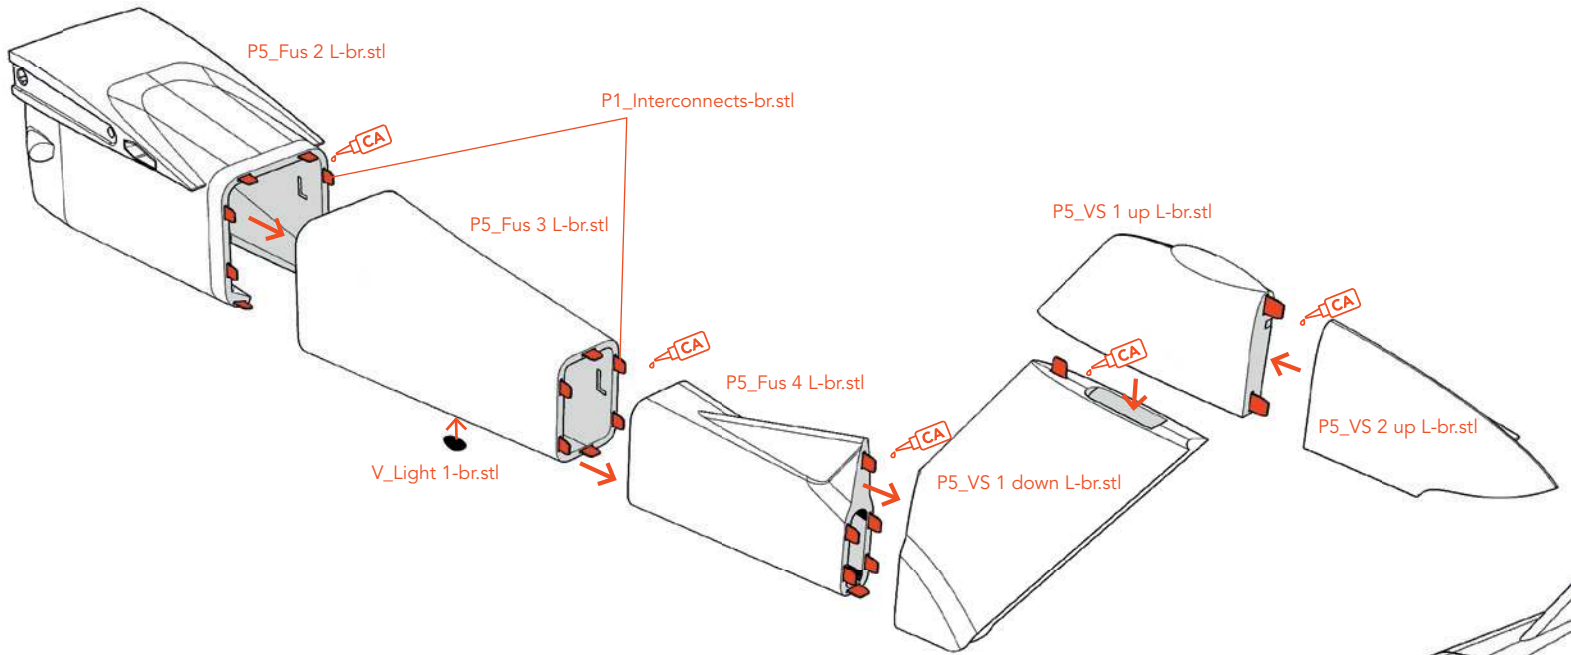 P5_Fus 2 L-br.stl
P1_Interconnects-br.stl
CA
L
P5_Fus 3 L-br.stl
P5_VS 1 up L-br.stl
CA
CA
CA
L
P5_Fus 4 L-br.stl
P5_VS 2 up L-br.stl
CA
V_Light 1-br.stl
P5_VS 1 down L-br.stl